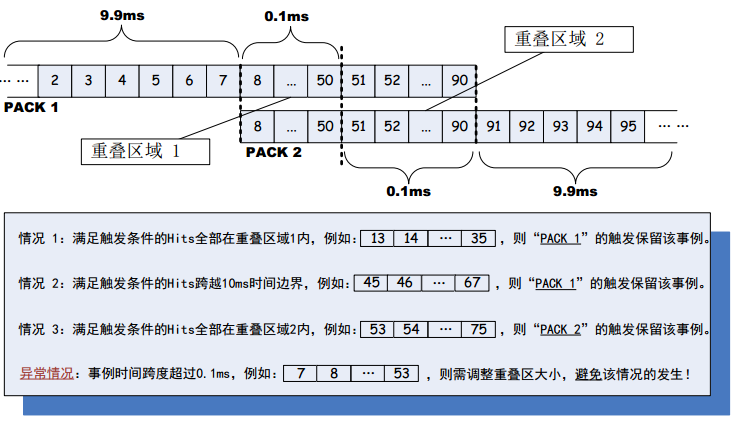 9.9ms 0.1ms
重叠区域 2
… … 2 3 4 5 6 7 8 … 50 51 52 … 90
PACK 1
8 … 50 51 52 … 90 91 92 93 94 95 … …
重叠区域 1
PACK 2
0.1ms 9.9ms
情况 1：满足触发条件的Hits全部在重叠区域1内，例如： 13 14 … 35 ，则“PACK 1”的触发保留该事例。
情况 2：满足触发条件的Hits跨越10ms时间边界，例如： 45 46 … 67 ，则“PACK 1”的触发保留该事例。
情况 3：满足触发条件的Hits全部在重叠区域2内，例如： 53 54 … 75 ，则“PACK 2”的触发保留该事例。
异常情况：事例时间跨度超过0.1ms，例如： 7 8 … 53 ，则需调整重叠区大小，避免该情况的发生！